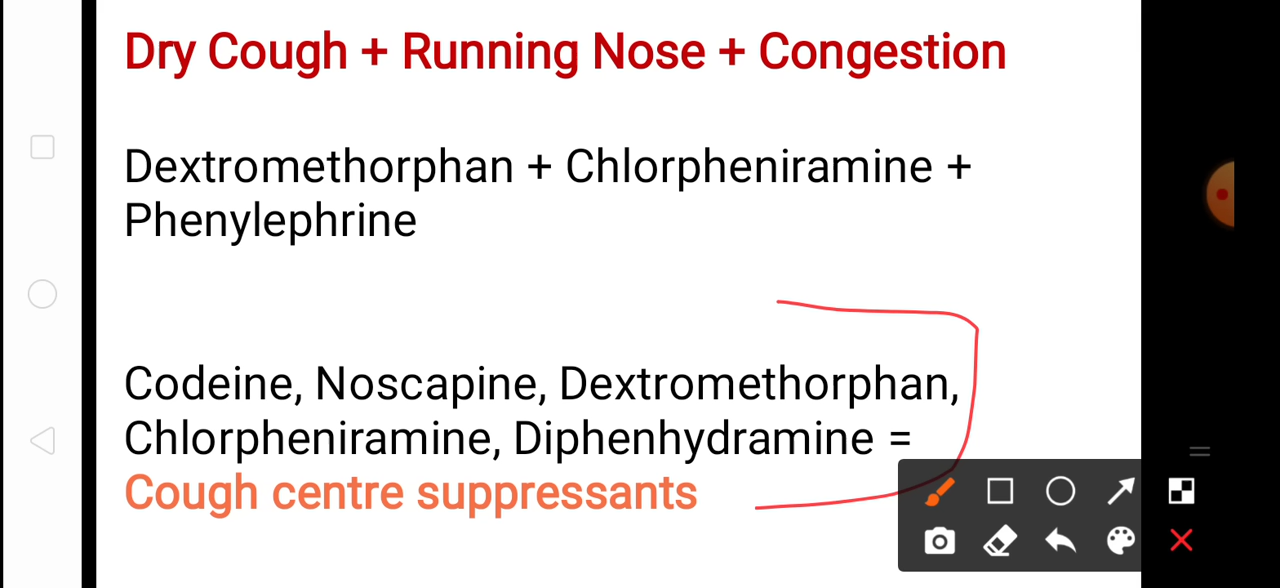 Dry Cough + Running Nose + Congestion
Dextromethorphan + Chlorpheniramine +
Phenylephrine
Codeine, Noscapine, Dextromethorphan,
Chlorpheniramine, Diphenhydramine =
Cough centre suppressants